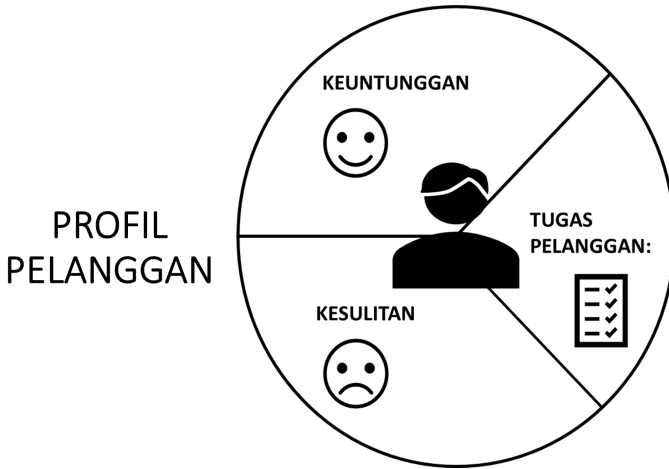 PROFIL
PELANGGAN
KEUNTUNGGAN
TUGAS
PELANGGAN:
KESULITAN